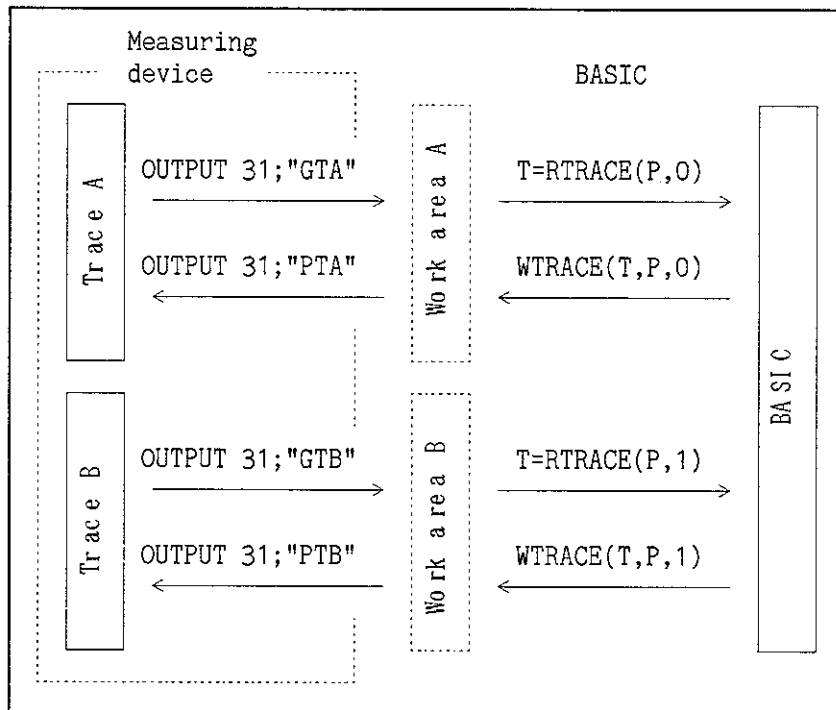 Measuring
device
BASIC
Trace A
OUTPUT 31;"GTA"
Work area A
T=RTRACE(P,0)
OUTPUT 31;"PTA"
WTRACE(T,P,0)
BASIC
Trace B
OUTPUT 31;"GTB"
Work area B
T=RTRACE(P,1)
OUTPUT 31;"PTB"
WTRACE(T,P,1)